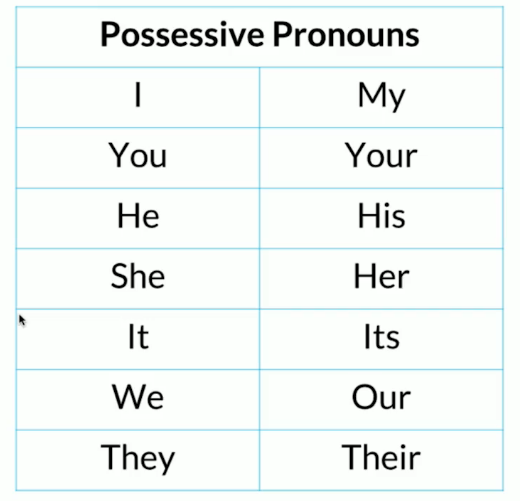 Possessive Pronouns
I My
You Your
He His
She Her
It Its
We Our
They Their